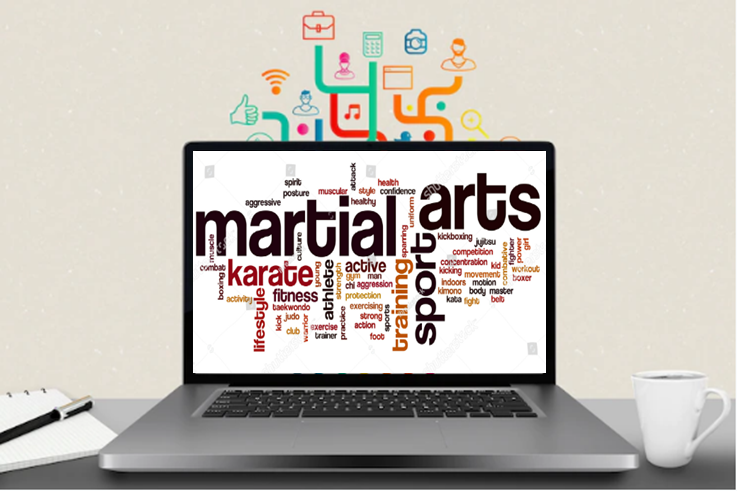 spirit
posture
aggressive
muscular
attack
style
health
healthy
confidence
uniform
martial
arts
muscle
culture
sparring
sport
kickboxing
jujitsu
competition
concentration
kid
kicking
movement
indoors
motion
kimono
body
master
kata
fight
belt
combative
fighter
power
girl
workout
boxer
combat
boxing
karate
young
athlete
strength
active
gym
man
chi
aggression
protection
training
activity
lifestyle
fitness
taekwondo
kick
judo
club
warrior
exercise
trainer
practice
exercising
strong
action
foot
sports